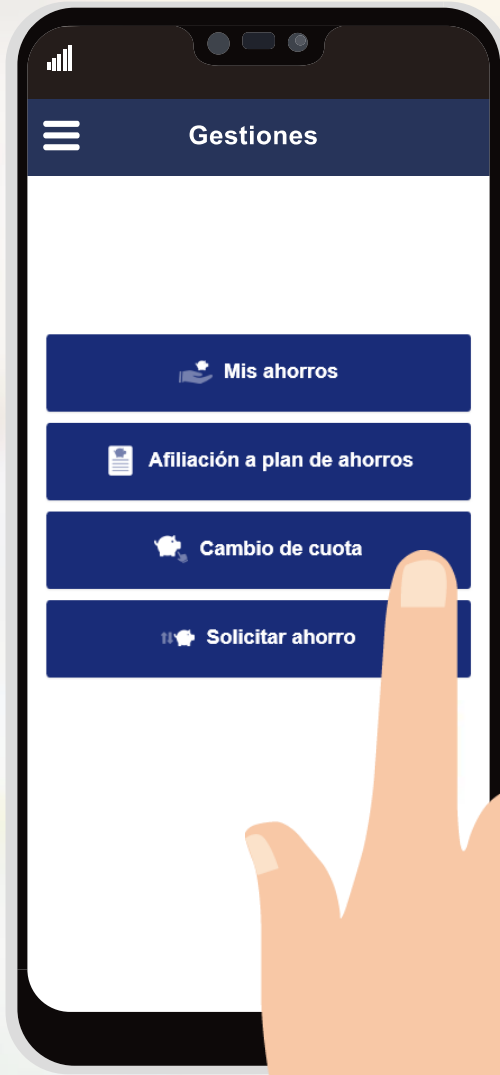 Gestiones
Mis ahorros
Afiliación a plan de ahorros
Cambio de cuota
Solicitar ahorro